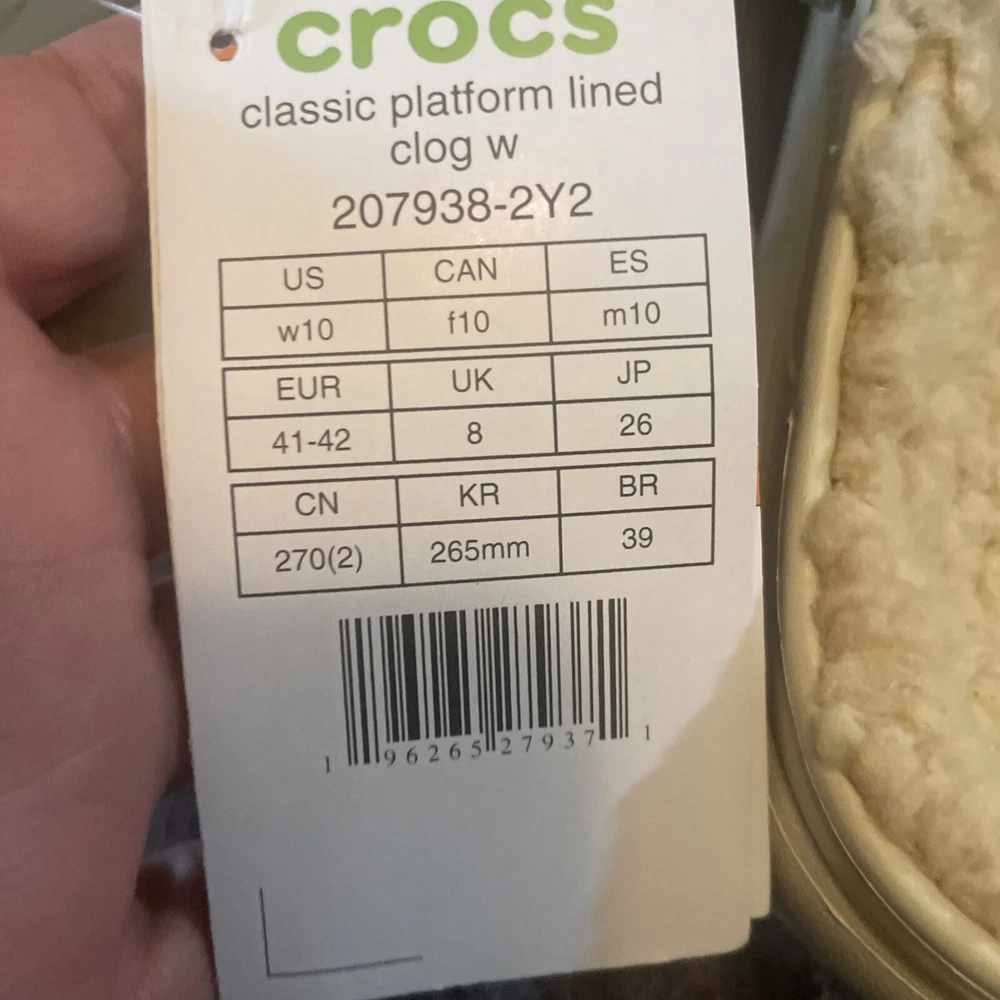 crocs
classic platform lined
clog w
207938-2Y2
US CAN ES
w10 f10 m10
EUR UK JP
41-42 8 26
CN KR BR
270(2) 265mm 39
1 96265 27937 1